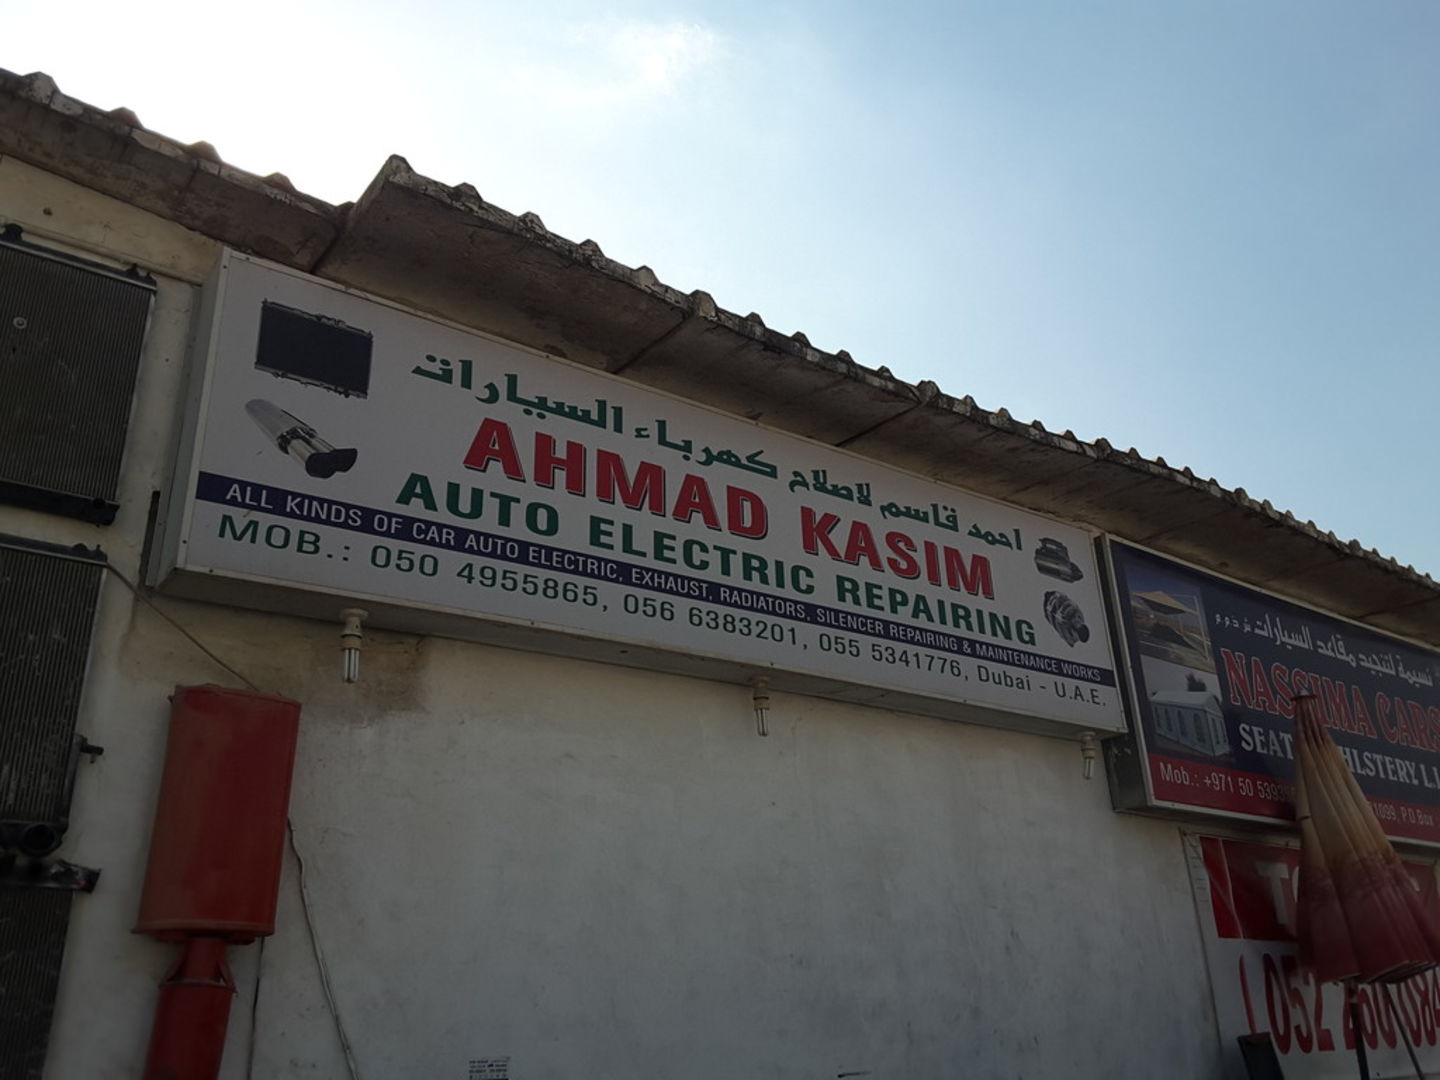 احمد قاسم لاصلاح كهرباء السيارات
AHMAD KASIM
AUTO ELECTRIC REPAIRING
ALL KINDS OF CAR AUTO ELECTRIC, EXHAUST, RADIATORS, SILENCER REPAIRING & MAINTENANCE WORKS
MOB.: 050 4955865, 056 6383201, 055 5341776, Dubai - U.A.E.
نسيمة لتنجيد مقاعد السيارات ش ذ م م
NASSIMA CARS
SEAT
Mob.: +971 50
1099, P.O.Box
052